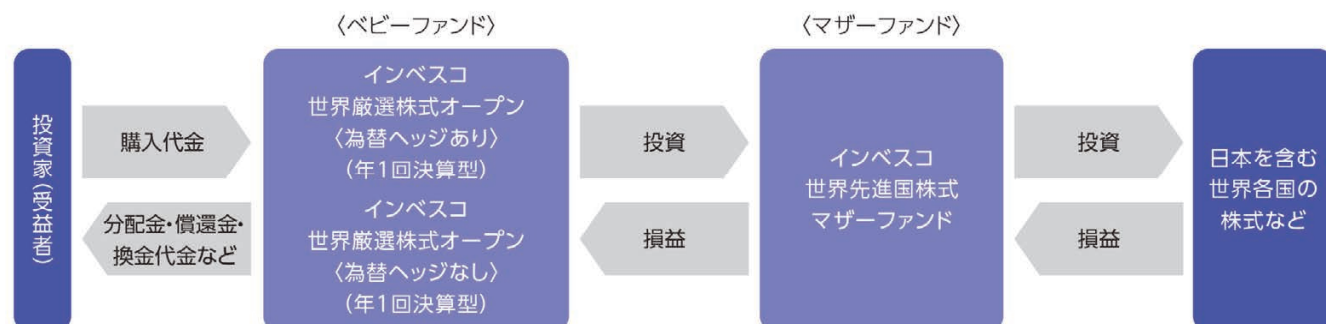 〈ベビーファンド〉
〈マザーファンド〉
投資家(受益者)
購入代金
分配金・償還金・
換金代金など
インベスコ
世界厳選株式オープン
〈為替ヘッジあり〉
(年1回決算型)
インベスコ
世界厳選株式オープン
〈為替ヘッジなし〉
(年1回決算型)
投資
損益
インベスコ
世界先進国株式
マザーファンド
投資
損益
日本を含む
世界各国の
株式など